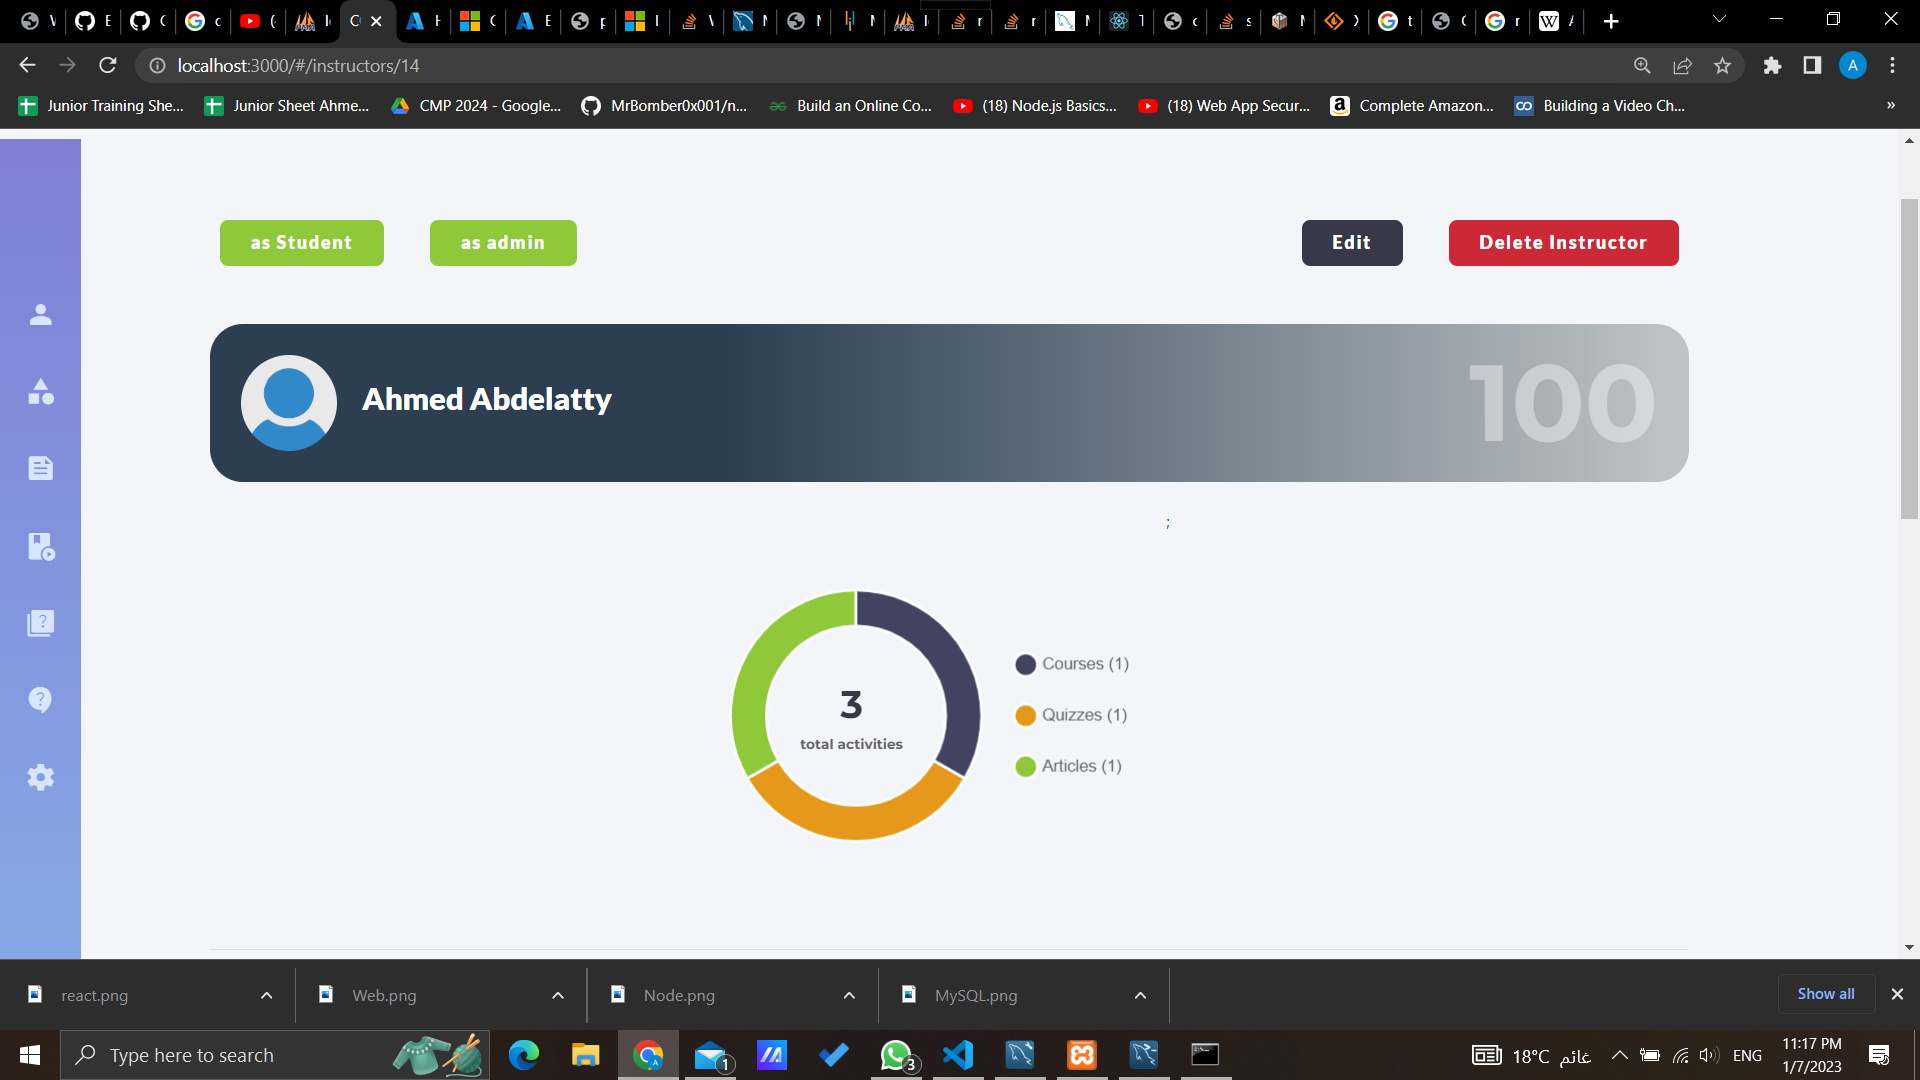 localhost:3000/#/instructors/14
A
Junior Training She...
Junior Sheet Ahme...
CMP 2024 - Google...
MrBomber0x001/n...
Build an Online Co...
(18) Node.js Basics...
(18) Web App Secur...
Complete Amazon...
Building a Video Ch...
»
as Student
as admin
Edit
Delete Instructor
Ahmed Abdelatty
100
;
3
total activities
Courses (1)
Quizzes (1)
Articles (1)
react.png
Web.png
Node.png
MySQL.png
Show all
Type here to search
1
3
18°C غائم
ENG
11:17 PM
1/7/2023